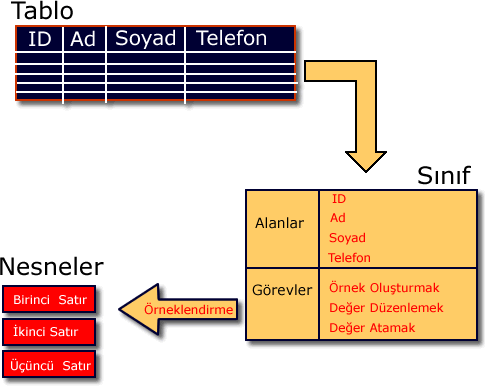 Tablo
ID Ad Soyad Telefon
Sınıf
Alanlar
ID
Ad
Soyad
Telefon
Görevler
Örnek Oluşturmak
Değer Düzenlemek
Değer Atamak
Örneklendirme
Nesneler
Birinci Satır
İkinci Satır
Üçüncü Satır